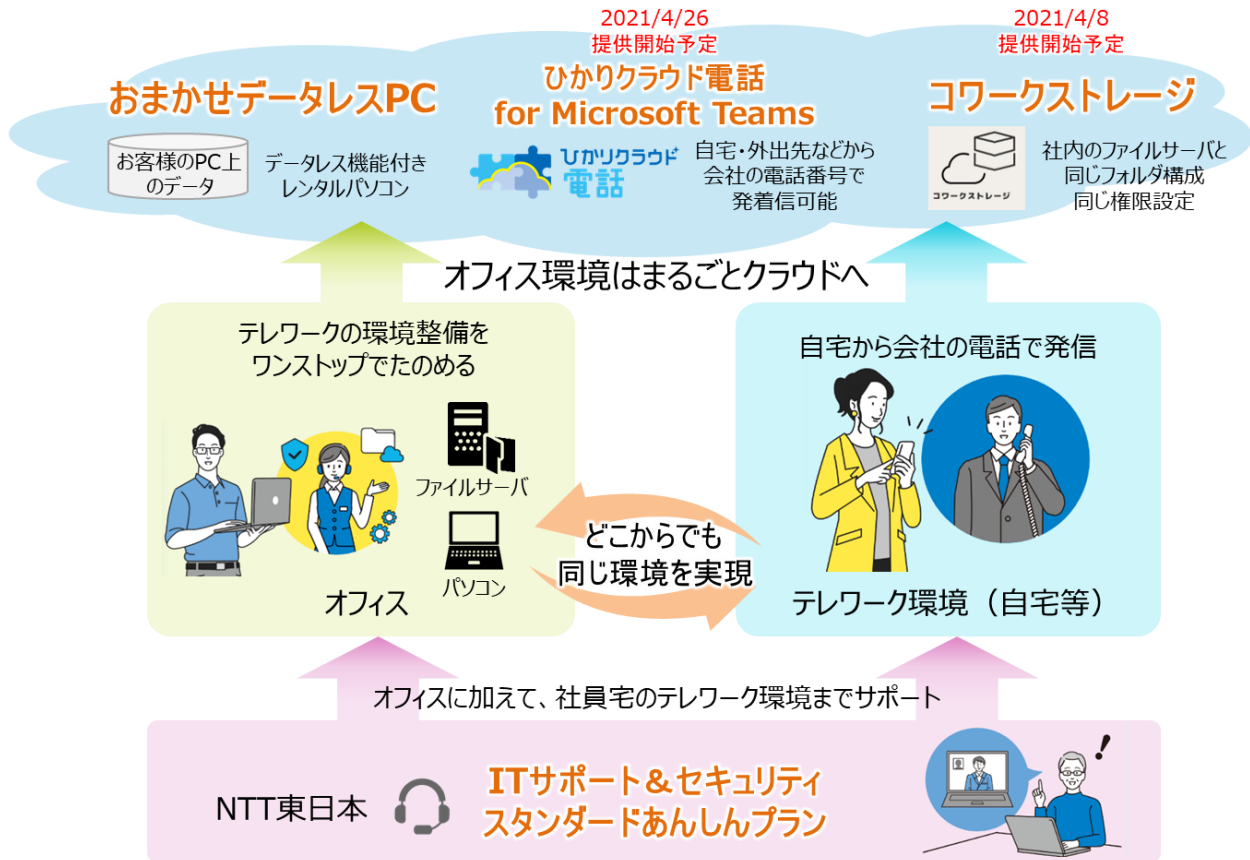 2021/4/26
提供開始予定
2021/4/8
提供開始予定
おまかせデータレスPC
お客様のPC上
のデータ
データレス機能付き
レンタルパソコン
ひかりクラウド電話
for Microsoft Teams
ひかりクラウド
電話
自宅・外出先などから
会社の電話番号で
発着信可能
コワークストレージ
コワークストレージ
社内のファイルサーバと
同じフォルダ構成
同じ権限設定
オフィス環境はまるごとクラウドへ
テレワークの環境整備を
ワンストップでたのめる
ファイルサーバ
パソコン
オフィス
どこからでも
同じ環境を実現
自宅から会社の電話で発信
テレワーク環境（自宅等）
オフィスに加えて、社員宅のテレワーク環境までサポート
NTT東日本
ITサポート＆セキュリティ
スタンダードあんしんプラン